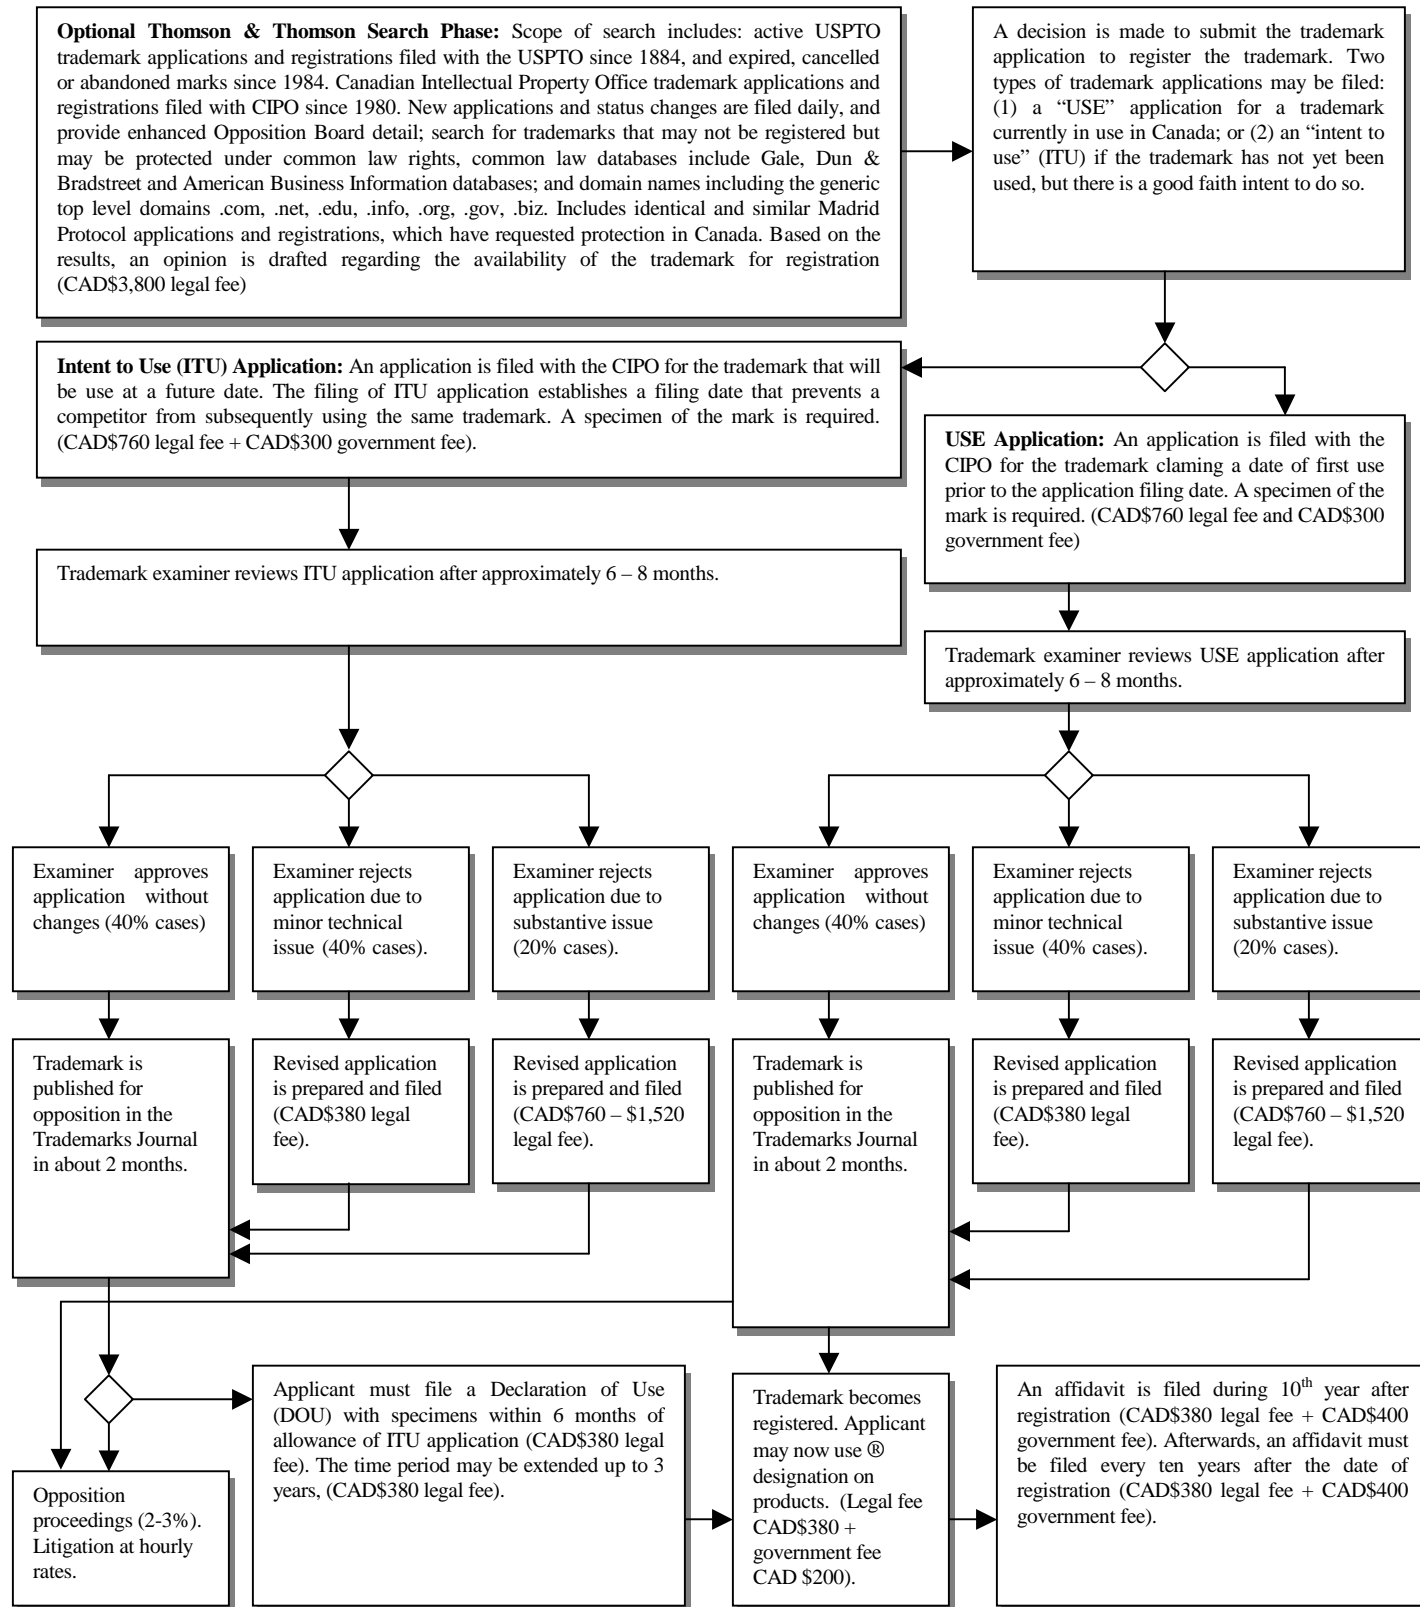 Optional Thomson & Thomson Search Phase: Scope of search includes: active USPTO
trademark applications and registrations filed with the USPTO since 1884, and expired, cancelled
or abandoned marks since 1984. Canadian Intellectual Property Office trademark applications and
registrations filed with CIPO since 1980. New applications and status changes are filed daily, and
provide enhanced Opposition Board detail; search for trademarks that may not be registered but
may be protected under common law rights, common law databases include Gale, Dun &
Bradstreet and American Business Information databases; and domain names including the generic
top level domains .com, .net, .edu, .info, .org, .gov, .biz. Includes identical and similar Madrid
Protocol applications and registrations, which have requested protection in Canada. Based on the
results, an opinion is drafted regarding the availability of the trademark for registration
(CAD$3,800 legal fee)
A decision is made to submit the trademark
application to register the trademark. Two
types of trademark applications may be filed:
(1) a “USE” application for a trademark
currently in use in Canada; or (2) an “intent to
use” (ITU) if the trademark has not yet been
used, but there is a good faith intent to do so.
Intent to Use (ITU) Application: An application is filed with the CIPO for the trademark that will
be use at a future date. The filing of ITU application establishes a filing date that prevents a
competitor from subsequently using the same trademark. A specimen of the mark is required.
(CAD$760 legal fee + CAD$300 government fee).
USE Application: An application is filed with the
CIPO for the trademark claming a date of first use
prior to the application filing date. A specimen of the
mark is required. (CAD$760 legal fee and CAD$300
government fee)
Trademark examiner reviews ITU application after approximately 6 – 8 months.
Trademark examiner reviews USE application after
approximately 6 – 8 months.
Examiner approves
application without
changes (40% cases)
Examiner rejects
application due to
minor technical
issue (40% cases).
Examiner rejects
application due to
substantive issue
(20% cases).
Examiner approves
application without
changes (40% cases)
Examiner rejects
application due to
minor technical
issue (40% cases).
Examiner rejects
application due to
substantive issue
(20% cases).
Trademark is
published for
opposition in the
Trademarks Journal
in about 2 months.
Revised application
is prepared and filed
(CAD$380 legal
fee).
Revised application
is prepared and filed
(CAD$760 – $1,520
legal fee).
Trademark is
published for
opposition in the
Trademarks Journal
in about 2 months.
Revised application
is prepared and filed
(CAD$380 legal
fee).
Revised application
is prepared and filed
(CAD$760 – $1,520
legal fee).
Opposition
proceedings (2-3%).
Litigation at hourly
rates.
Applicant must file a Declaration of Use
(DOU) with specimens within 6 months of
allowance of ITU application (CAD$380 legal
fee). The time period may be extended up to 3
years, (CAD$380 legal fee).
Trademark becomes
registered. Applicant
may now use ®
designation on
products. (Legal fee
CAD$380 +
government fee
CAD $200).
An affidavit is filed during 10th year after
registration (CAD$380 legal fee + CAD$400
government fee). Afterwards, an affidavit must
be filed every ten years after the date of
registration (CAD$380 legal fee + CAD$400
government fee).